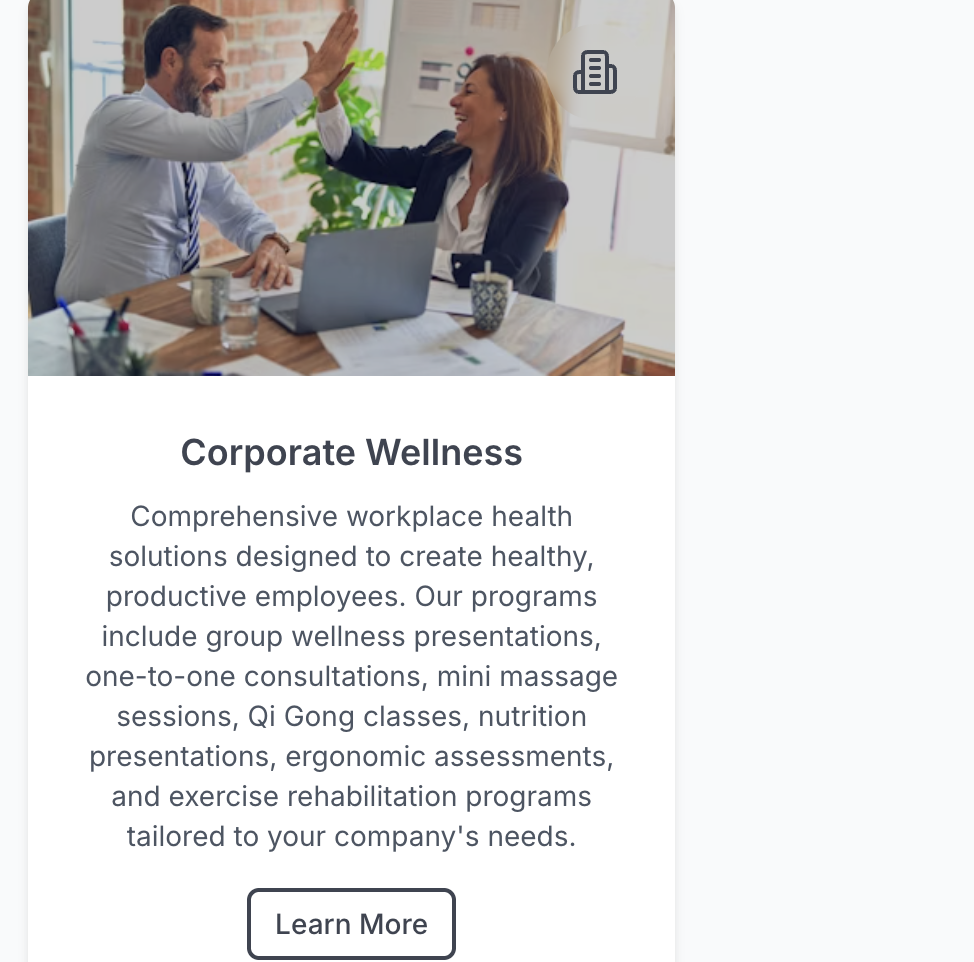 Corporate Wellness
Comprehensive workplace health
solutions designed to create healthy,
productive employees. Our programs
include group wellness presentations,
one-to-one consultations, mini massage
sessions, Qi Gong classes, nutrition
presentations, ergonomic assessments,
and exercise rehabilitation programs
tailored to your company's needs.
Learn More